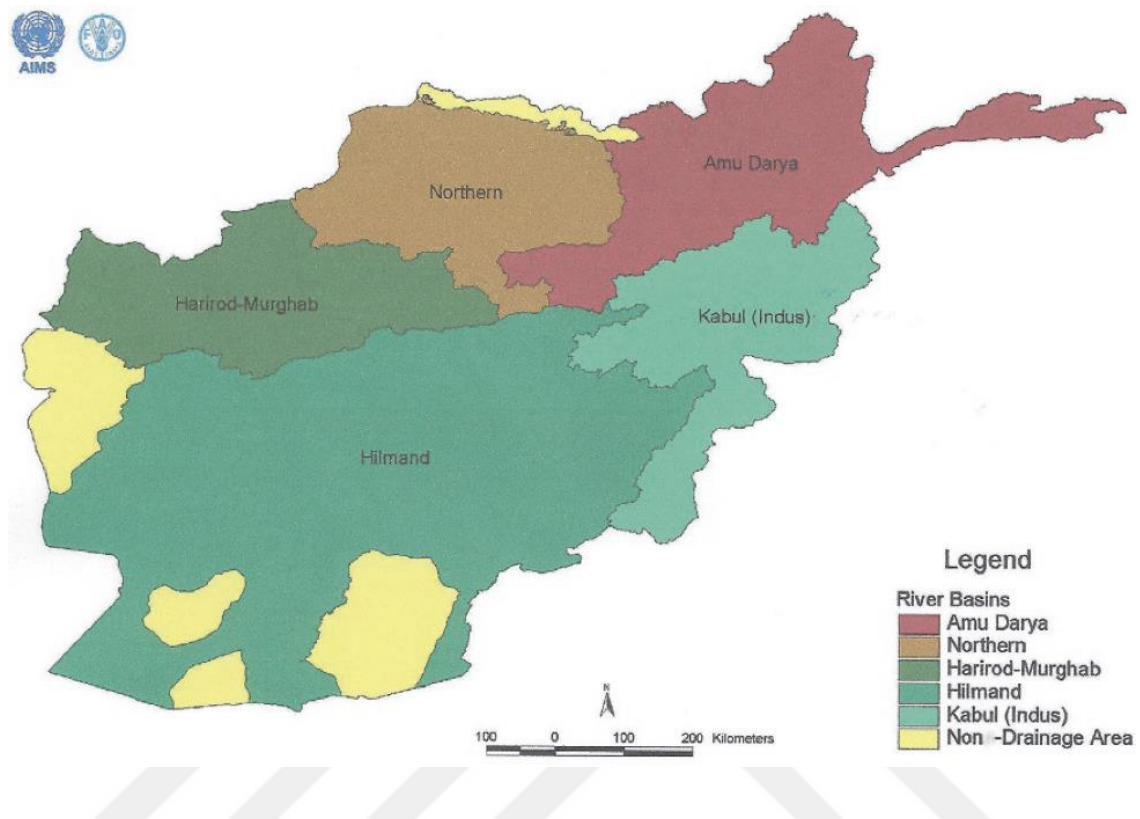 AIMS
F A O
Amu Darya
Northern
Harirod-Murghab
Kabul (Indus)
Hilmand
Legend
River Basins
Amu Darya
Northern
Harirod-Murghab
Hilmand
Kabul (Indus)
Non -Drainage Area
N
100 0 100 200 Kilometers